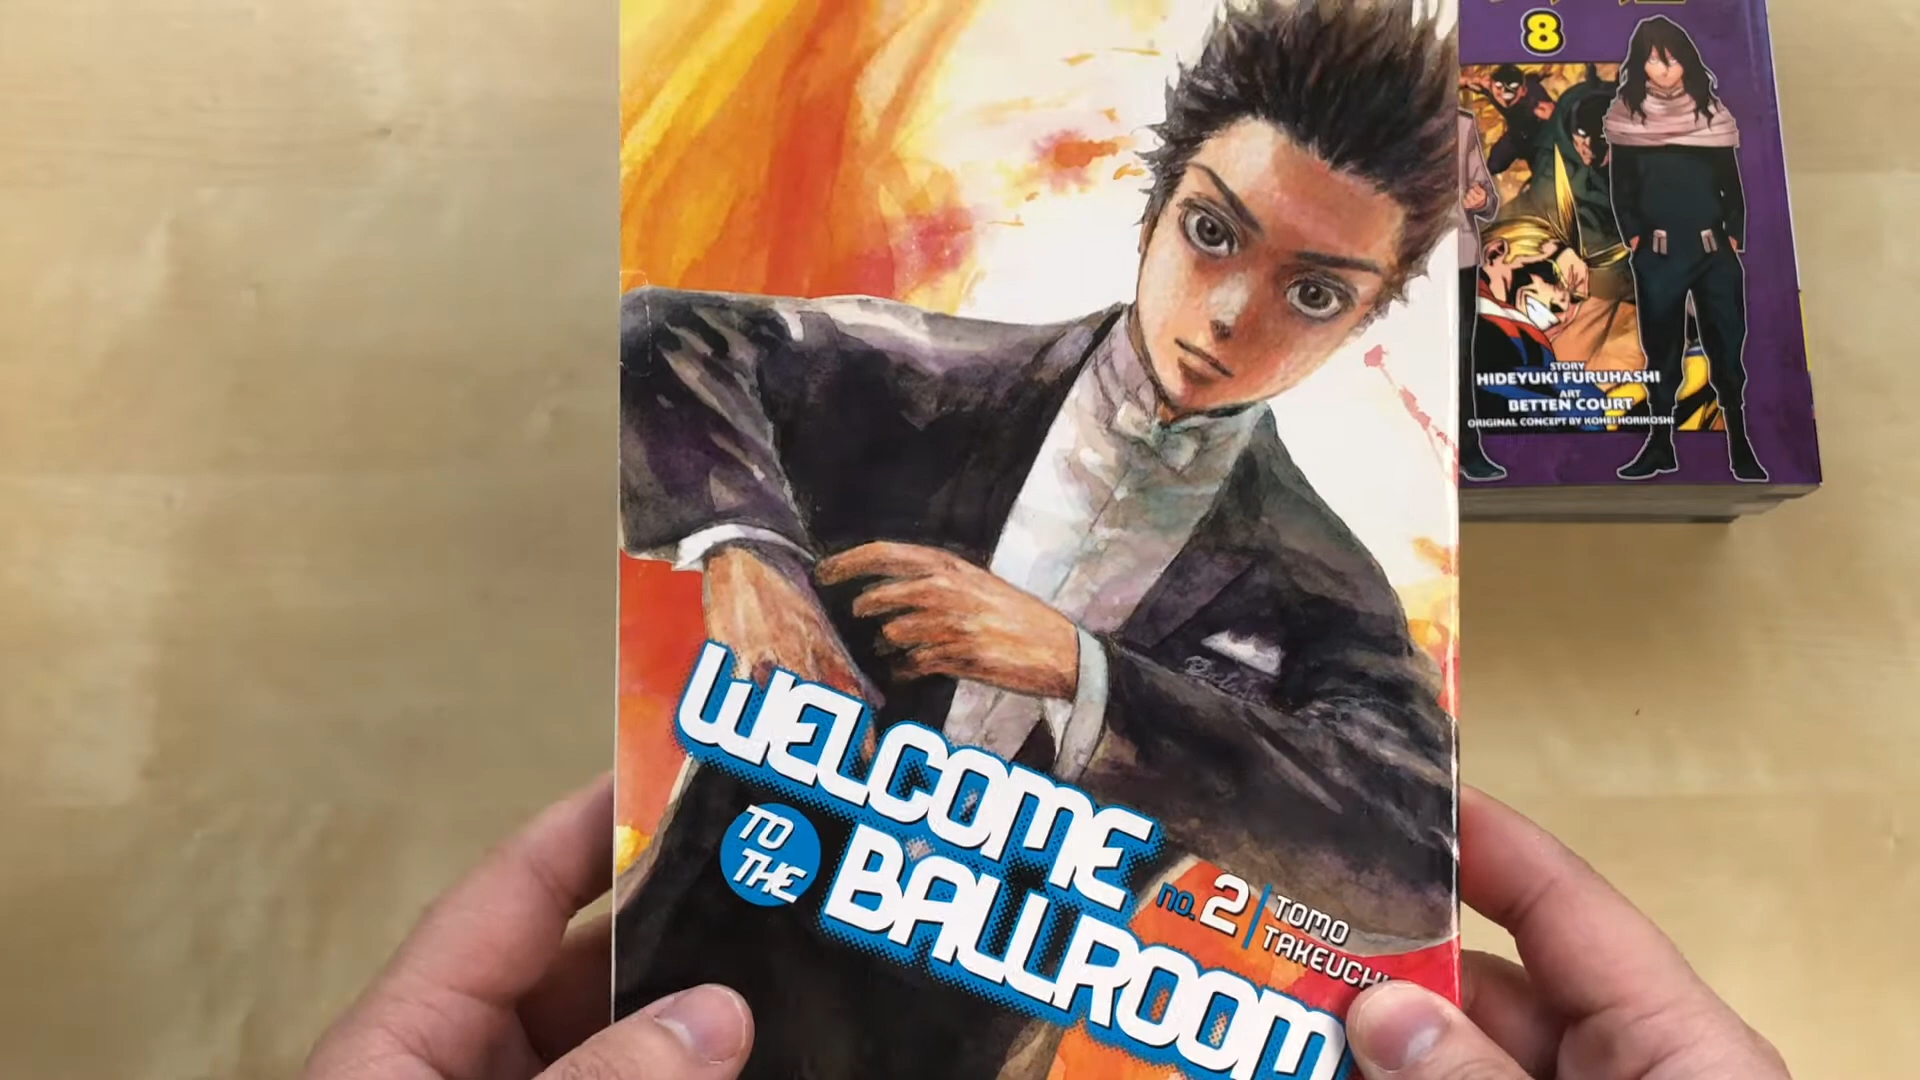 WELCOME
TO
THE
BALLROOM
no. 2
TOMO
TAKEUCHI
8
STORY
HIDEYUKI FURUHASHI
ART
BETTEN COURT
ORIGINAL CONCEPT BY KOHEI HORIKOSHI